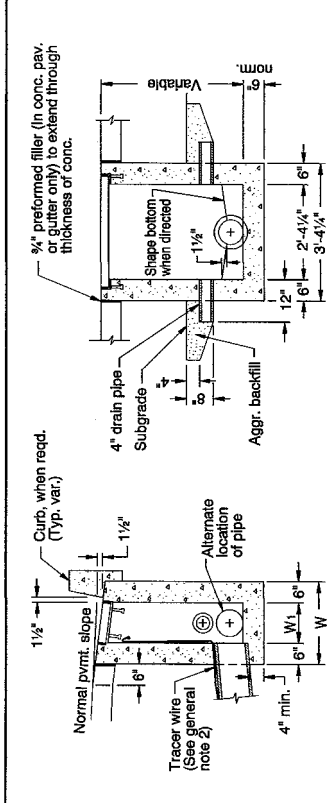 ¾" preformed filler (In conc. pav.
or gutter only) to extend through
thickness of conc.
4" drain pipe
Subgrade
4"
8"
Aggr. backfill
12"
1½"
Shape bottom
when directed
Variable
6"
norm.
6"
2'-4¼"
6"
3'-4¼"
Curb, when reqd.
(Typ. var.)
1½"
1½"
Normal pvmt. slope
6"
Tracer wire
(See general
note 2)
Alternate
location
of pipe
4" min.
6"
W₁
6"
W